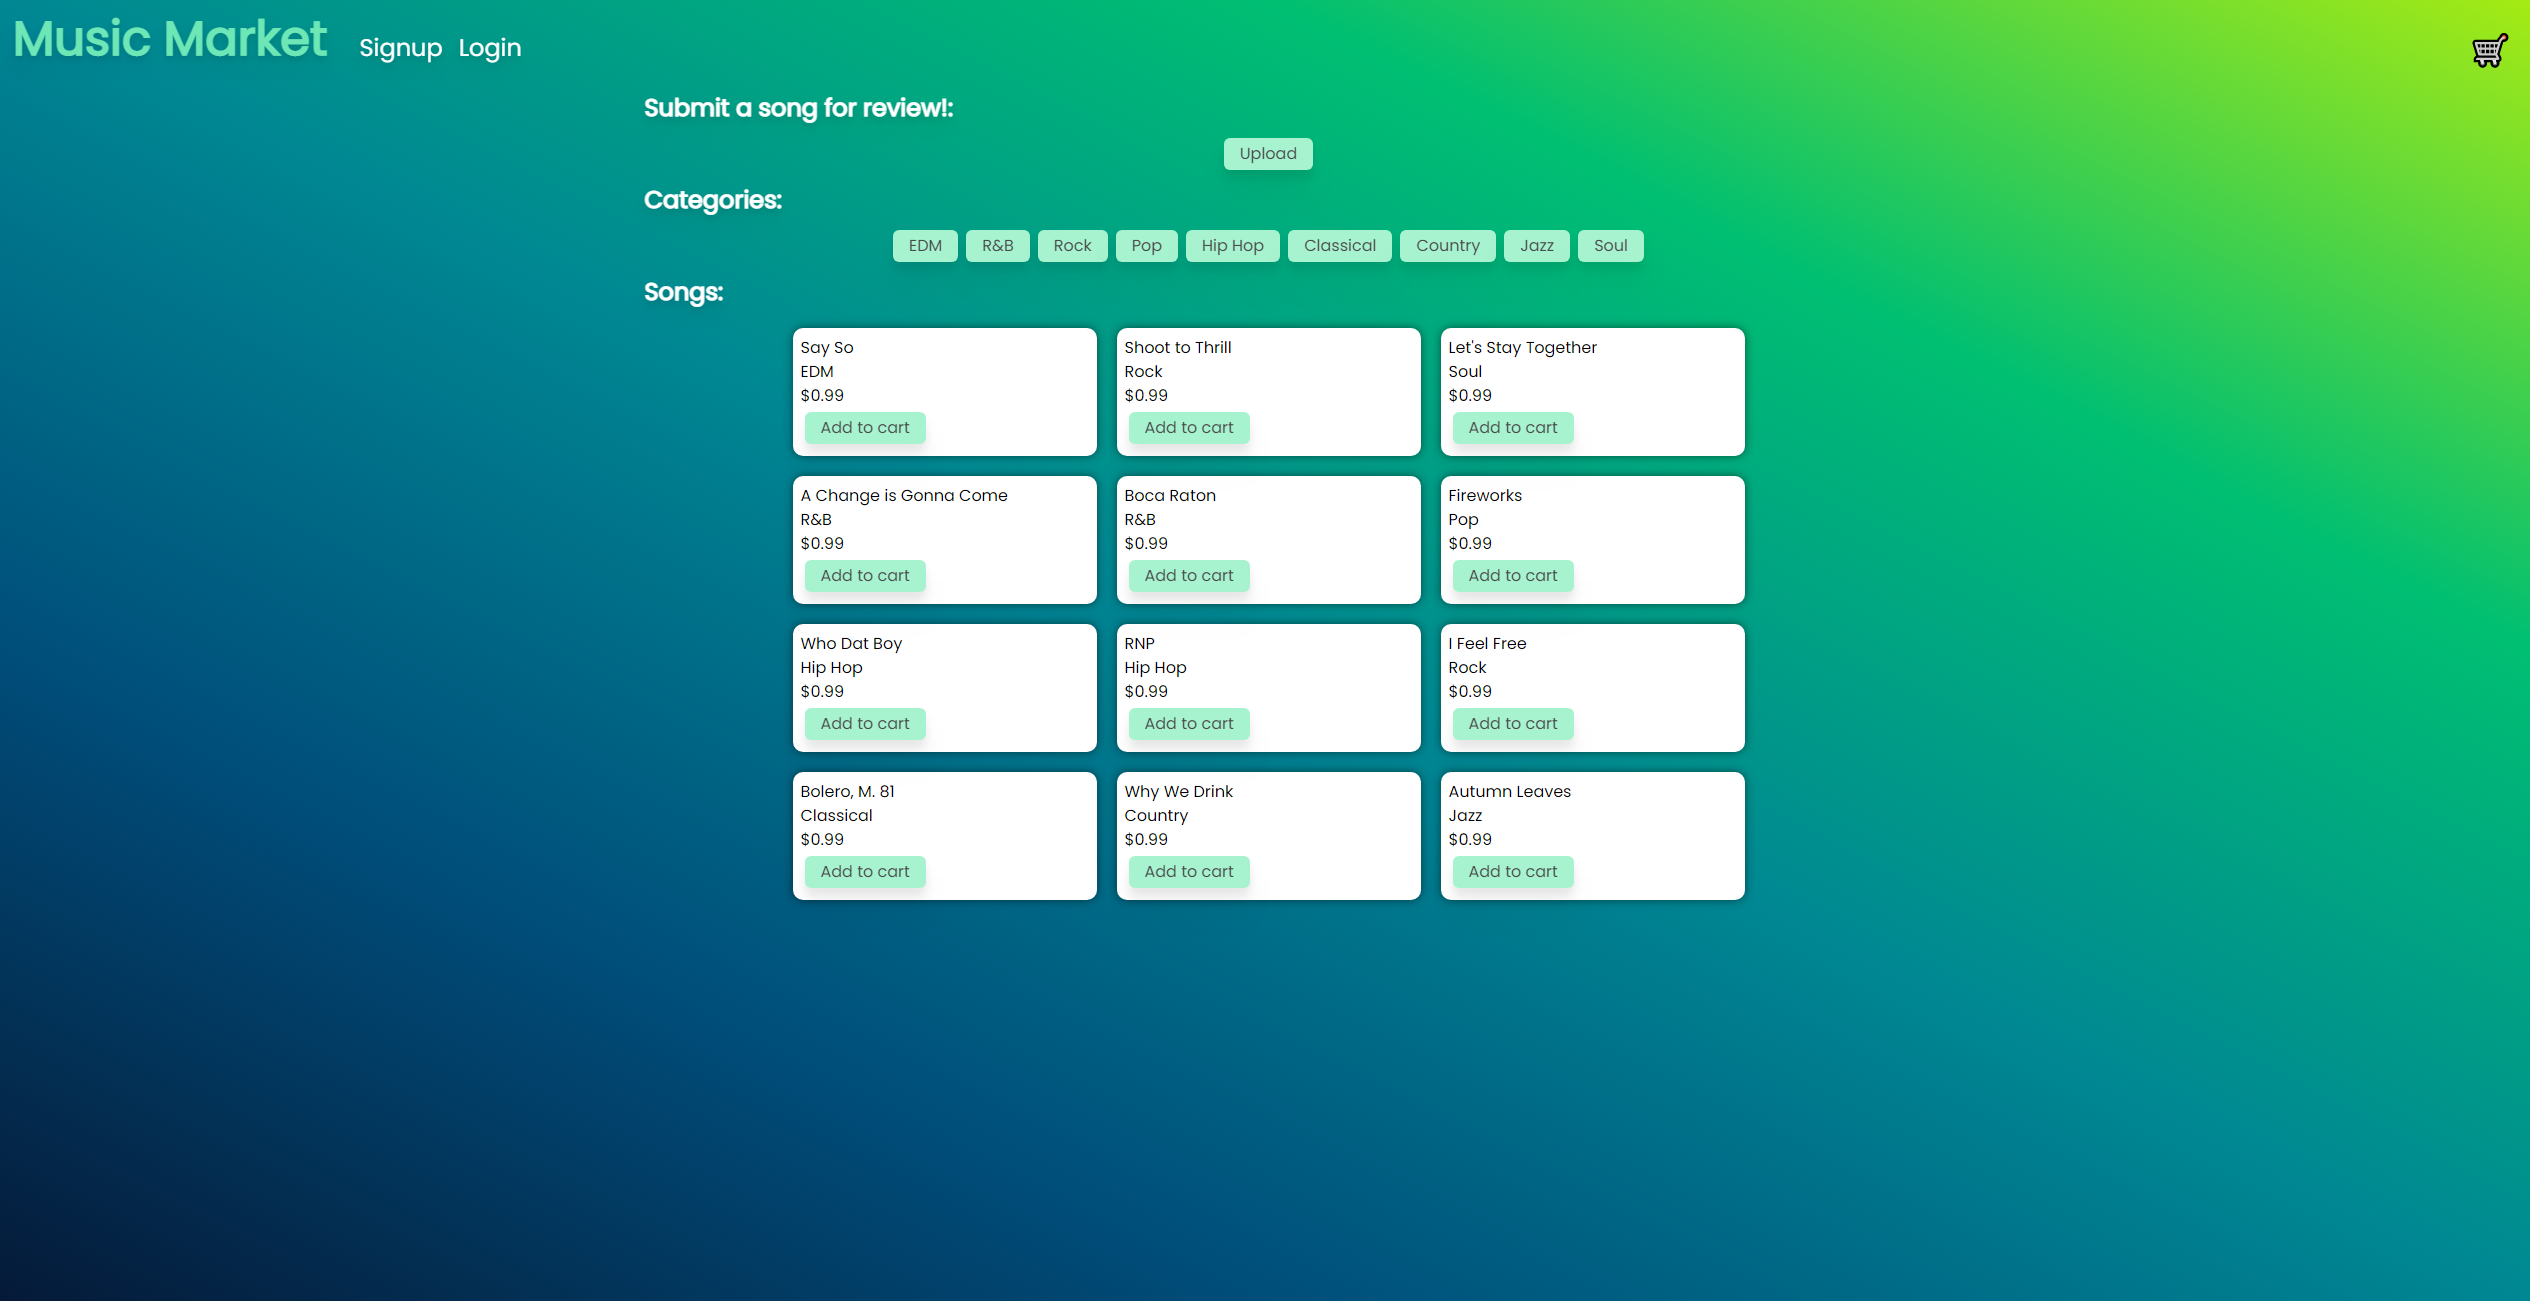 Music Market Signup Login
Submit a song for review!:
Upload
Categories:
EDM R&B Rock Pop Hip Hop Classical Country Jazz Soul
Songs:
Say So
EDM
$0.99
Add to cart
Shoot to Thrill
Rock
$0.99
Add to cart
Let's Stay Together
Soul
$0.99
Add to cart
A Change is Gonna Come
R&B
$0.99
Add to cart
Boca Raton
R&B
$0.99
Add to cart
Fireworks
Pop
$0.99
Add to cart
Who Dat Boy
Hip Hop
$0.99
Add to cart
RNP
Hip Hop
$0.99
Add to cart
I Feel Free
Rock
$0.99
Add to cart
Bolero, M. 81
Classical
$0.99
Add to cart
Why We Drink
Country
$0.99
Add to cart
Autumn Leaves
Jazz
$0.99
Add to cart